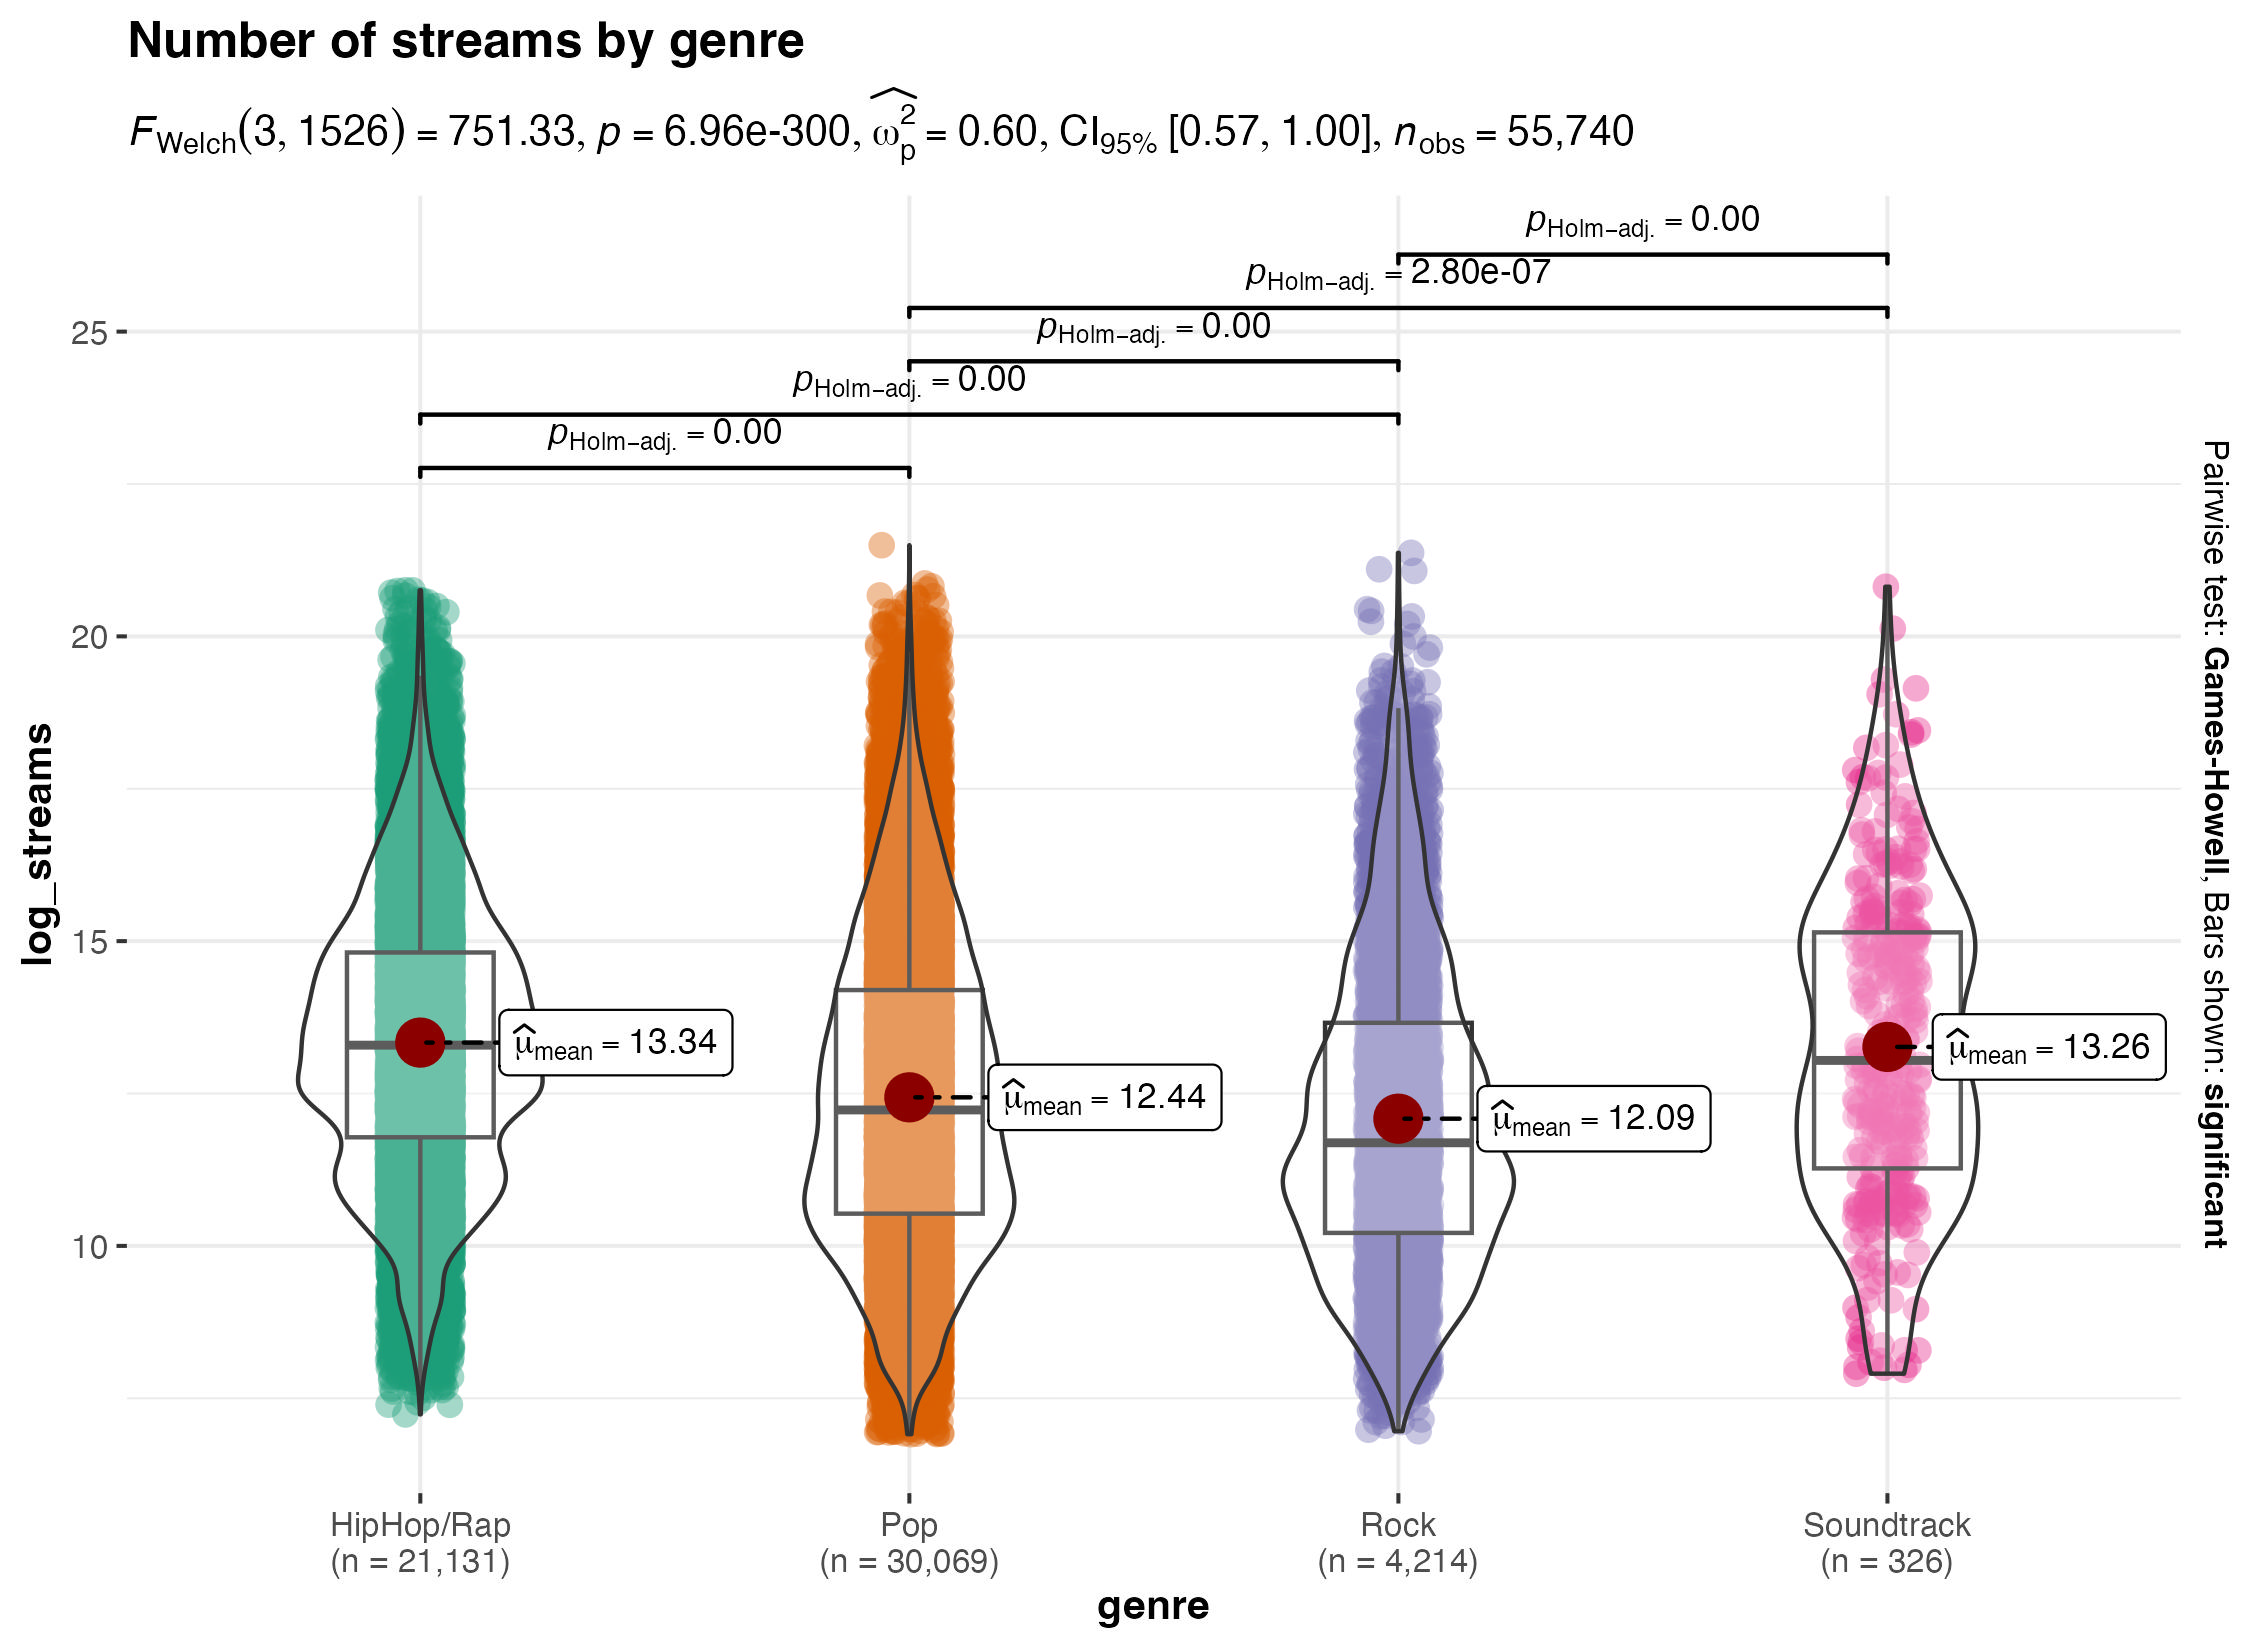 Number of streams by genre
F Welch(3, 1526) = 751.33, p = 6.96e-300, ω̂²p = 0.60, CI95% [0.57, 1.00], nobs = 55,740
pHolm−adj. = 0.00
pHolm−adj. = 2.80e-07
pHolm−adj. = 0.00
pHolm−adj. = 0.00
pHolm−adj. = 0.00
25
20
15
10
log_streams
μ̂mean = 13.34
μ̂mean = 12.44
μ̂mean = 12.09
μ̂mean = 13.26
Pairwise test: Games-Howell, Bars shown: significant
HipHop/Rap
(n = 21,131)
Pop
(n = 30,069)
Rock
(n = 4,214)
Soundtrack
(n = 326)
genre